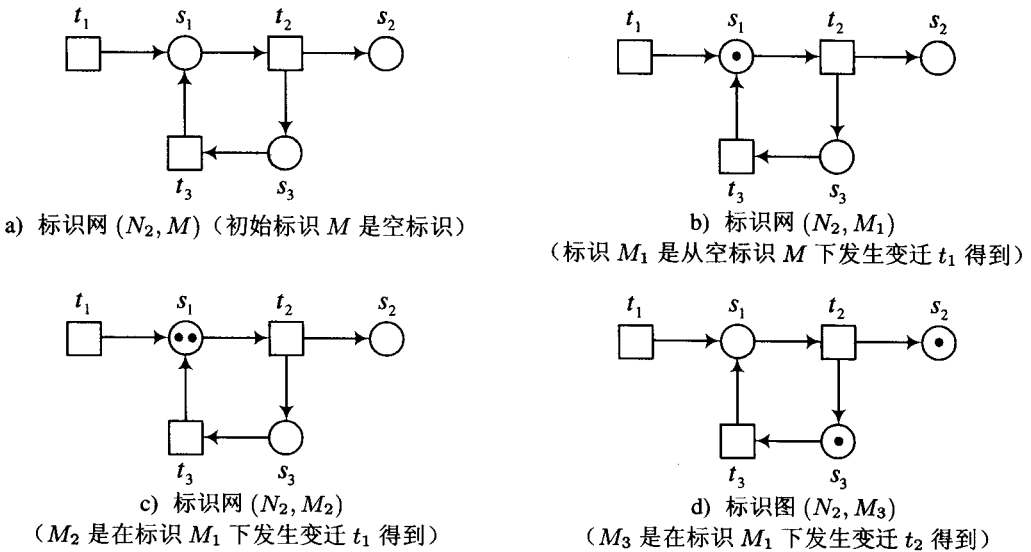 t₁ s₁ t₂ s₂
t₃ s₃
a) 标识网 (N₂, M)(初始标识 M 是空标识)
t₁ s₁ t₂ s₂
t₃ s₃
b) 标识网 (N₂, M₁)
(标识 M₁ 是从空标识 M 下发生变迁 t₁ 得到)
t₁ s₁ t₂ s₂
t₃ s₃
c) 标识网 (N₂, M₂)
(M₂ 是在标识 M₁ 下发生变迁 t₁ 得到)
t₁ s₁ t₂ s₂
t₃ s₃
d) 标识图 (N₂, M₃)
(M₃ 是在标识 M₁ 下发生变迁 t₂ 得到)